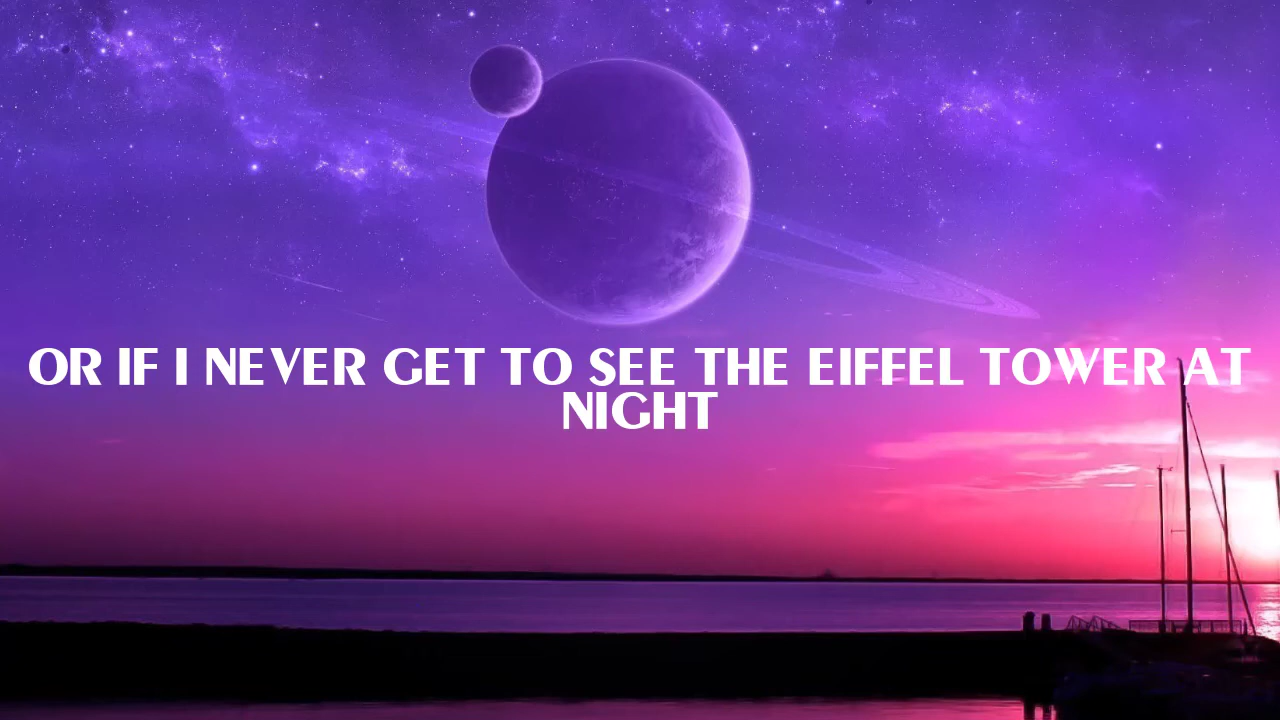 OR IF I NEVER GET TO SEE THE EIFFEL TOWER AT
NIGHT